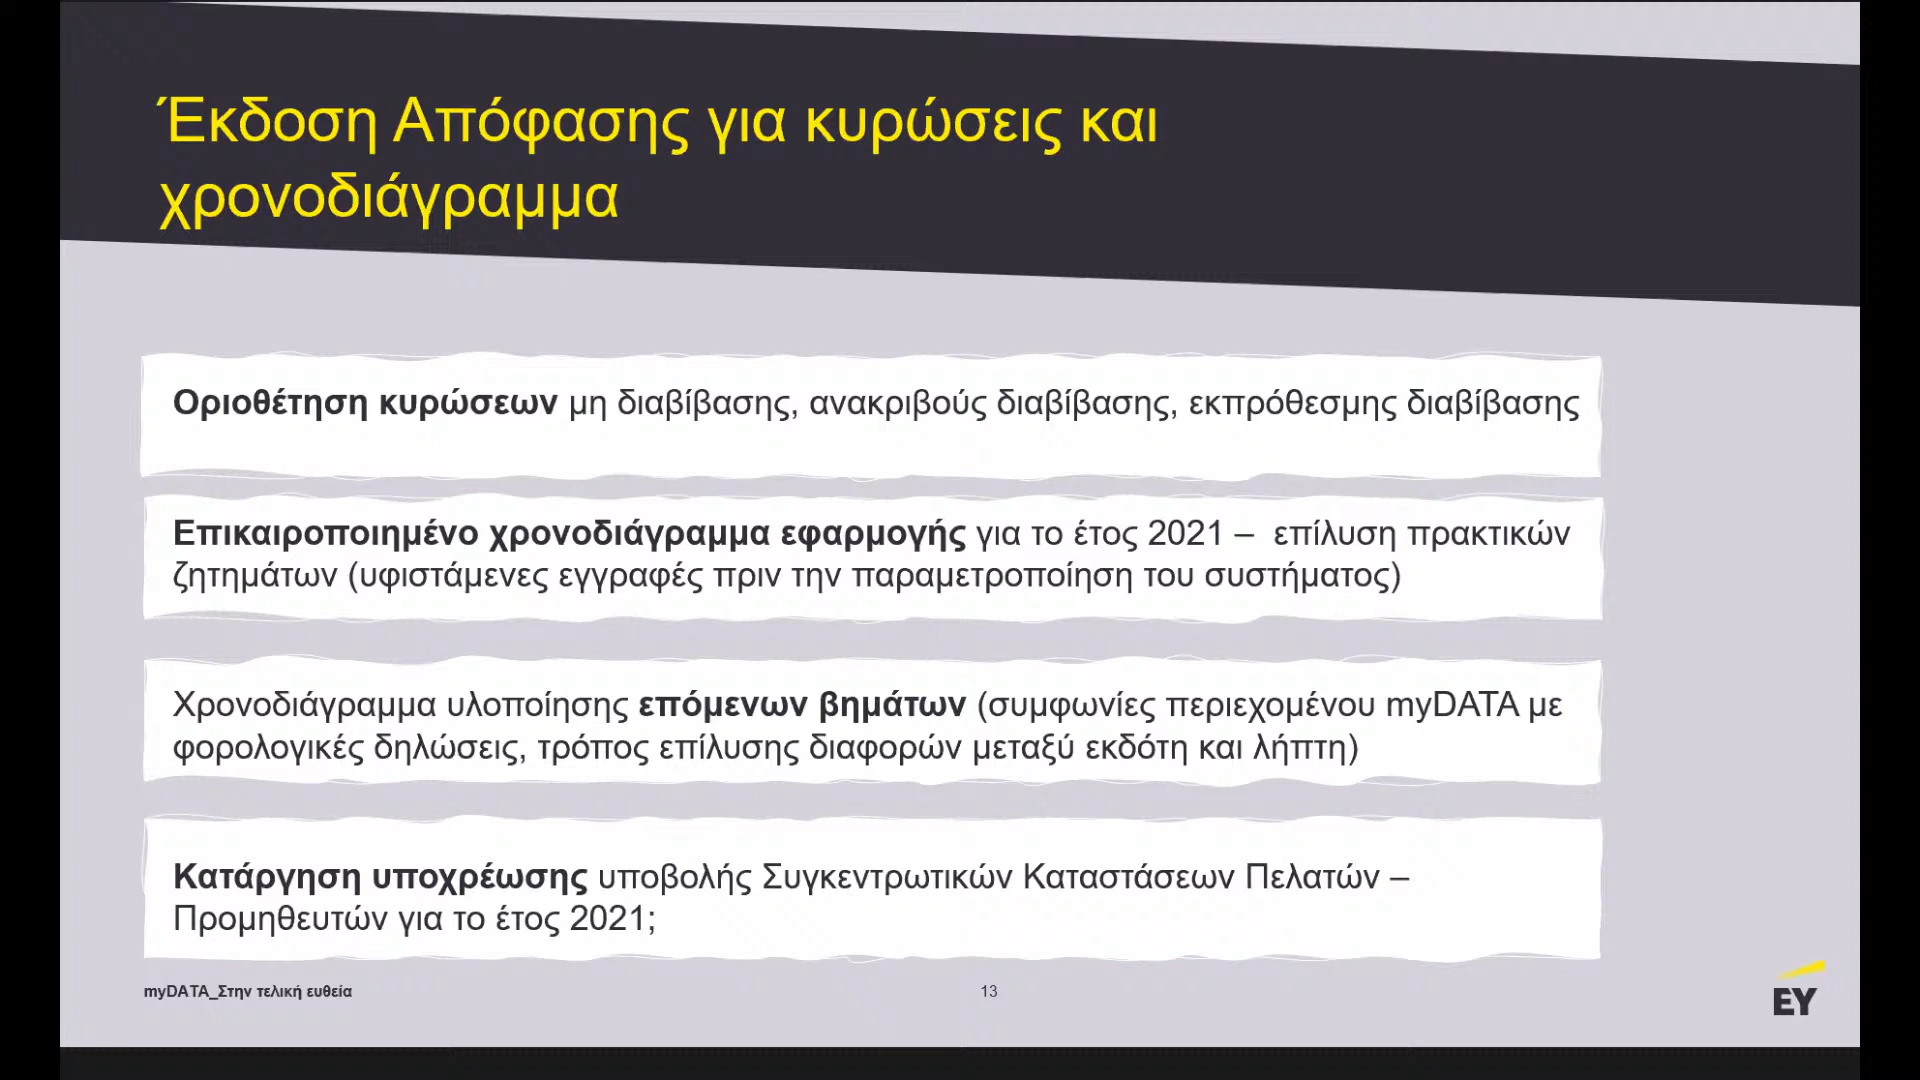 Έκδοση Απόφασης για κυρώσεις και
χρονοδιάγραμμα
Οριοθέτηση κυρώσεων μη διαβίβασης, ανακριβούς διαβίβασης, εκπρόθεσμης διαβίβασης
Επικαιροποιημένο χρονοδιάγραμμα εφαρμογής για το έτος 2021 – επίλυση πρακτικών
ζητημάτων (υφιστάμενες εγγραφές πριν την παραμετροποίηση του συστήματος)
Χρονοδιάγραμμα υλοποίησης επόμενων βημάτων (συμφωνίες περιεχομένου myDATA με
φορολογικές δηλώσεις, τρόπος επίλυσης διαφορών μεταξύ εκδότη και λήπτη)
Κατάργηση υποχρέωσης υποβολής Συγκεντρωτικών Καταστάσεων Πελατών –
Προμηθευτών για το έτος 2021;
myDATA_Στην τελική ευθεία
13
EY